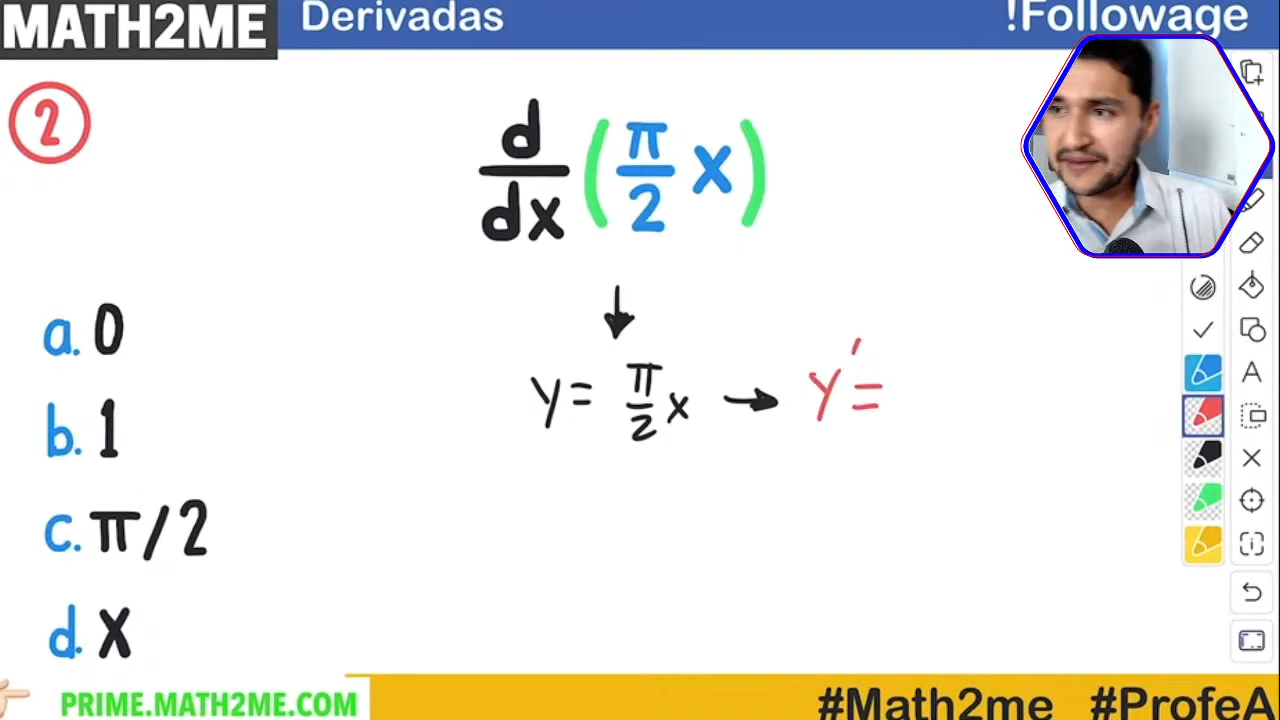 MATH2ME
Derivadas
!Followage
2
d/dx (π/2 x)
a. 0
b. 1
c. π/2
d. x
y = π/2 x → y' =
PRIME.MATH2ME.COM
#Math2me #ProfeA